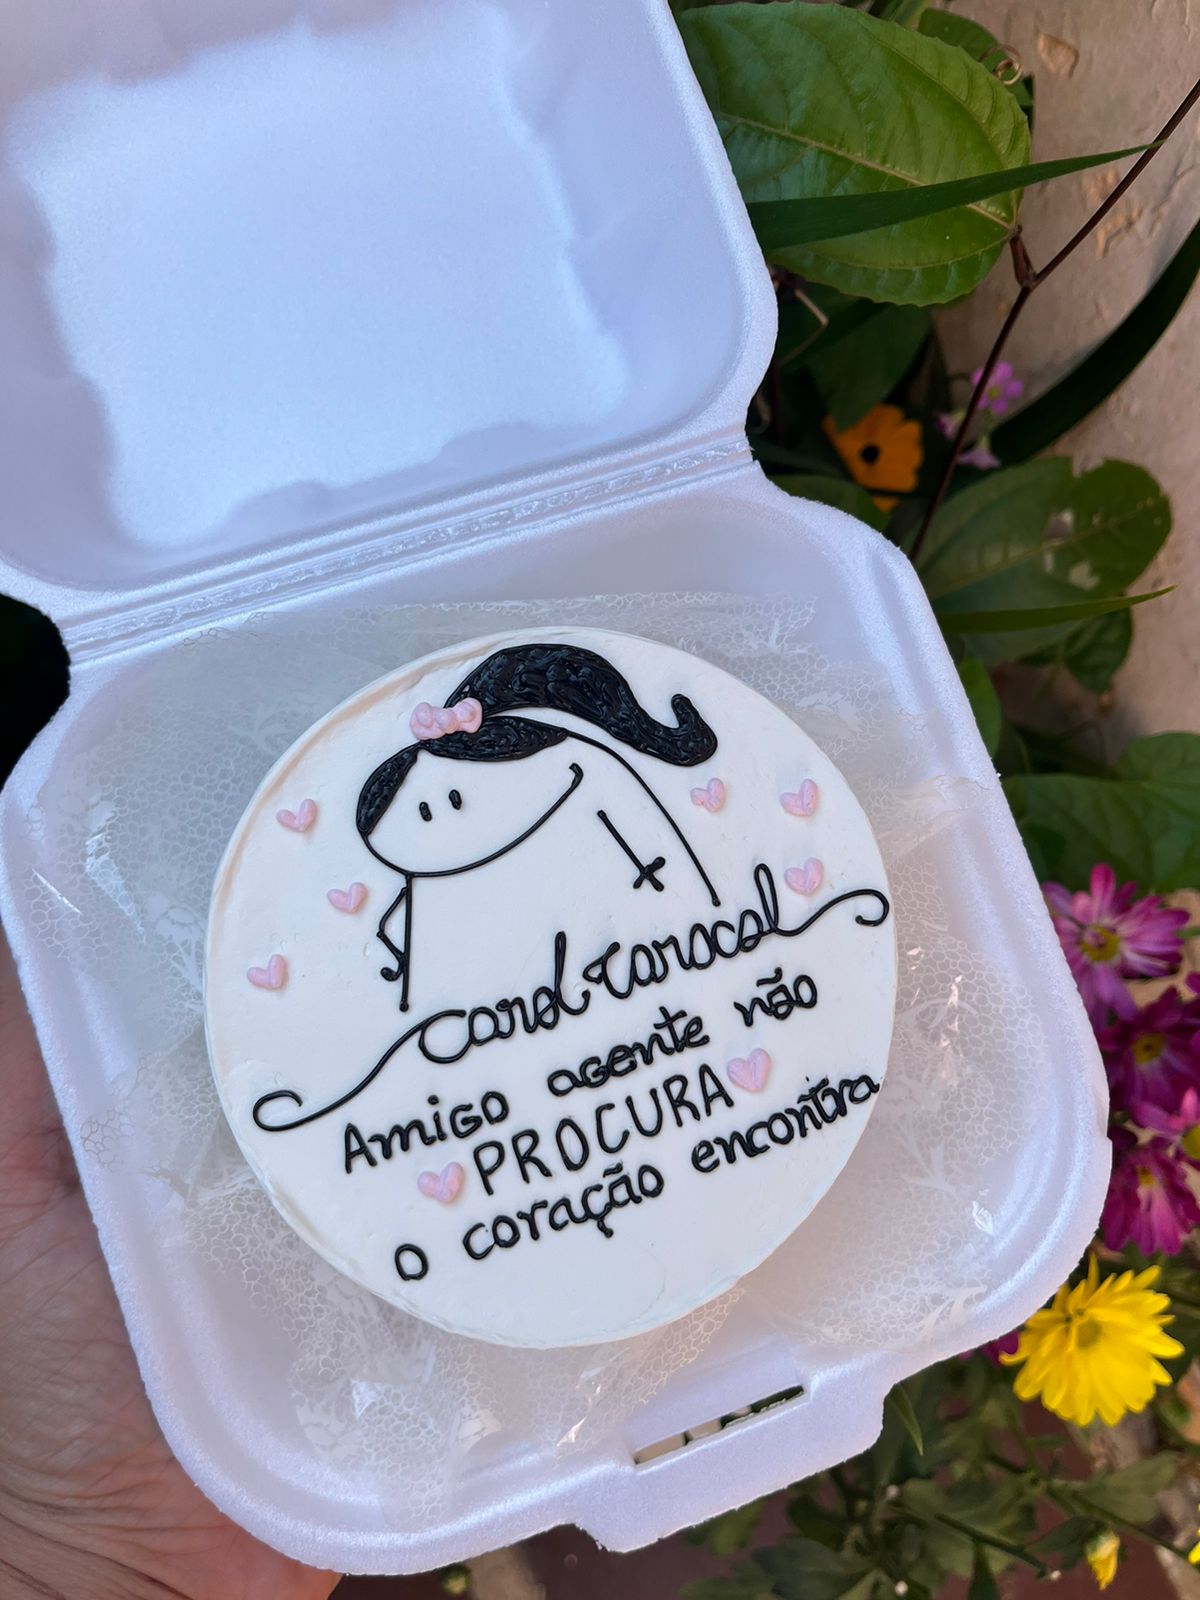 Carol Caracol
Amigo agente não
PROCURA
o coração encontra